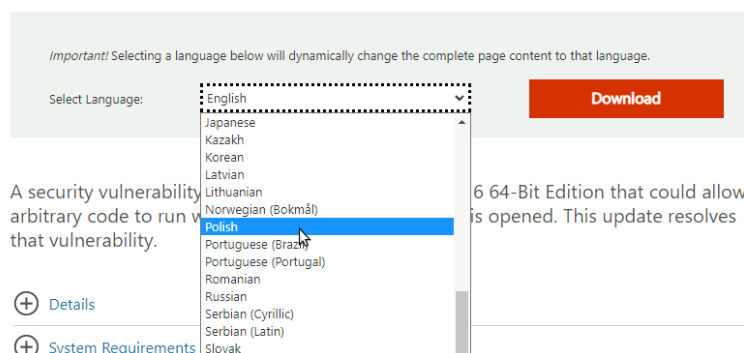 Important! Selecting a language below will dynamically change the complete page content to that language.
Select Language:
English
Download
Japanese
Kazakh
Korean
Latvian
Lithuanian
Norwegian (Bokmål)
Polish
Portuguese (Brazil)
Portuguese (Portugal)
Romanian
Russian
Serbian (Cyrillic)
Serbian (Latin)
Slovak
A security vulnerability 6 64-Bit Edition that could allow
arbitrary code to run is opened. This update resolves
that vulnerability.
Details
System Requirements